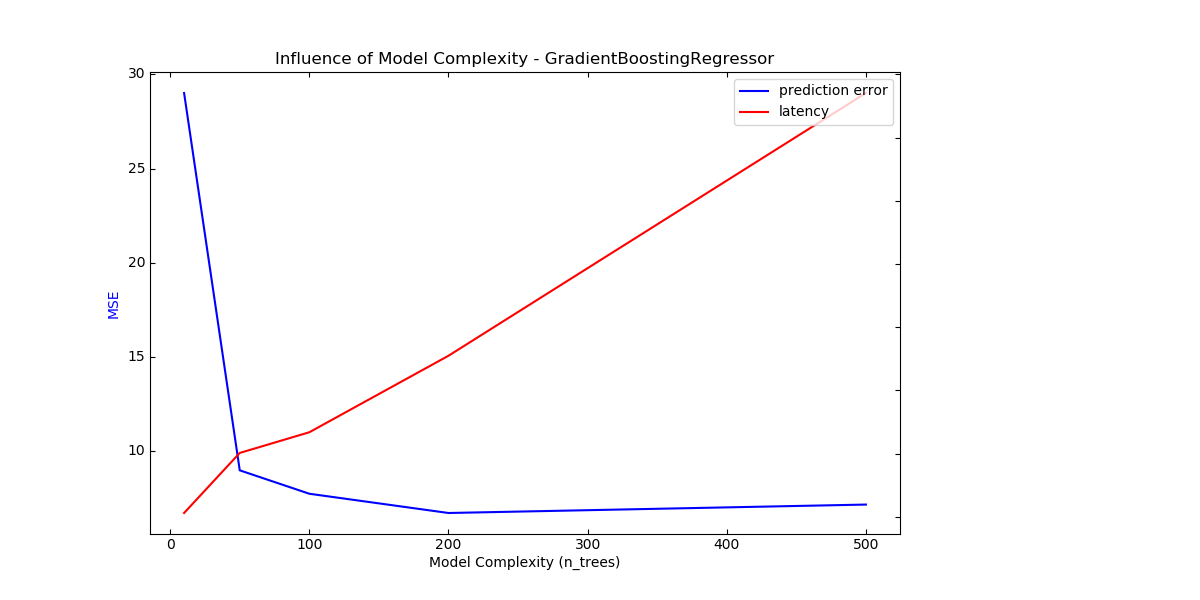 Influence of Model Complexity - GradientBoostingRegressor
prediction error
latency
30
25
20
15
10
MSE
0 100 200 300 400 500
Model Complexity (n_trees)